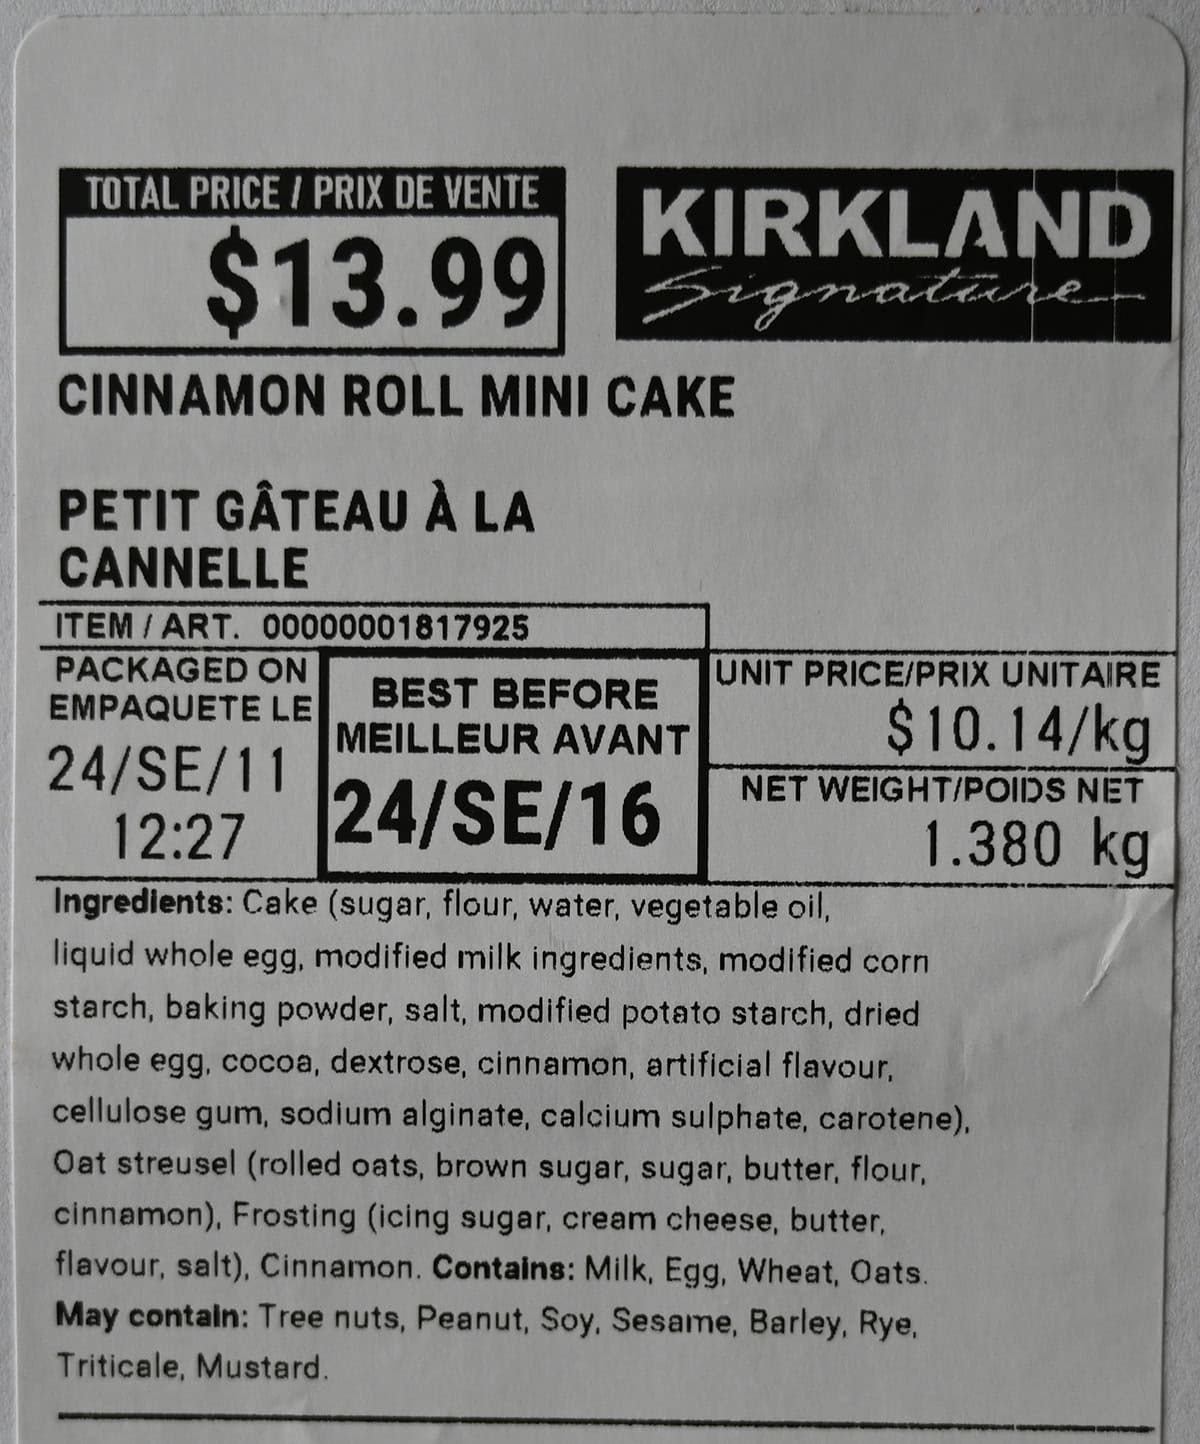 TOTAL PRICE / PRIX DE VENTE
$13.99
KIRKLAND
Signature
CINNAMON ROLL MINI CAKE
PETIT GÂTEAU À LA
CANNELLE
ITEM / ART. 00000001817925
PACKAGED ON
EMPAQUETE LE
24/SE/11
12:27
BEST BEFORE
MEILLEUR AVANT
24/SE/16
UNIT PRICE/PRIX UNITAIRE
$10.14/kg
NET WEIGHT/POIDS NET
1.380 kg
Ingredients: Cake (sugar, flour, water, vegetable oil,
liquid whole egg, modified milk ingredients, modified corn
starch, baking powder, salt, modified potato starch, dried
whole egg, cocoa, dextrose, cinnamon, artificial flavour,
cellulose gum, sodium alginate, calcium sulphate, carotene),
Oat streusel (rolled oats, brown sugar, sugar, butter, flour,
cinnamon), Frosting (icing sugar, cream cheese, butter,
flavour, salt), Cinnamon. Contains: Milk, Egg, Wheat, Oats.
May contain: Tree nuts, Peanut, Soy, Sesame, Barley, Rye,
Triticale, Mustard.